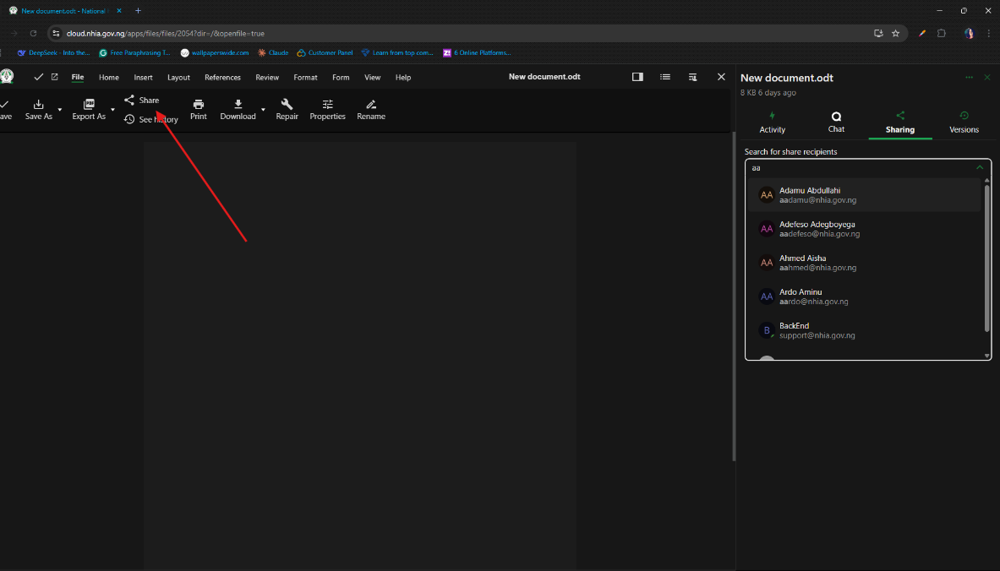 New document.odt - National
cloud.nhia.gov.ng/apps/files/files/2054?dir=/&openfile=true
DeepSeek - Into the... Free Paraphrasing T... wallpaperswide.com Claude Customer Panel Learn from top com... 6 Online Platforms...
File Home Insert Layout References Review Format Form View Help New document.odt
ave Save As Export As Share See history Print Download Repair Properties Rename
PDF
New document.odt
8 KB 6 days ago
Activity Chat Sharing Versions
Search for share recipients
aa
AA Adamu Abdullahi
aadamu@nhia.gov.ng
AA Adefeso Adegboyega
aadefeso@nhia.gov.ng
AA Ahmed Aisha
aahmed@nhia.gov.ng
AA Ardo Aminu
aardo@nhia.gov.ng
B BackEnd
support@nhia.gov.ng